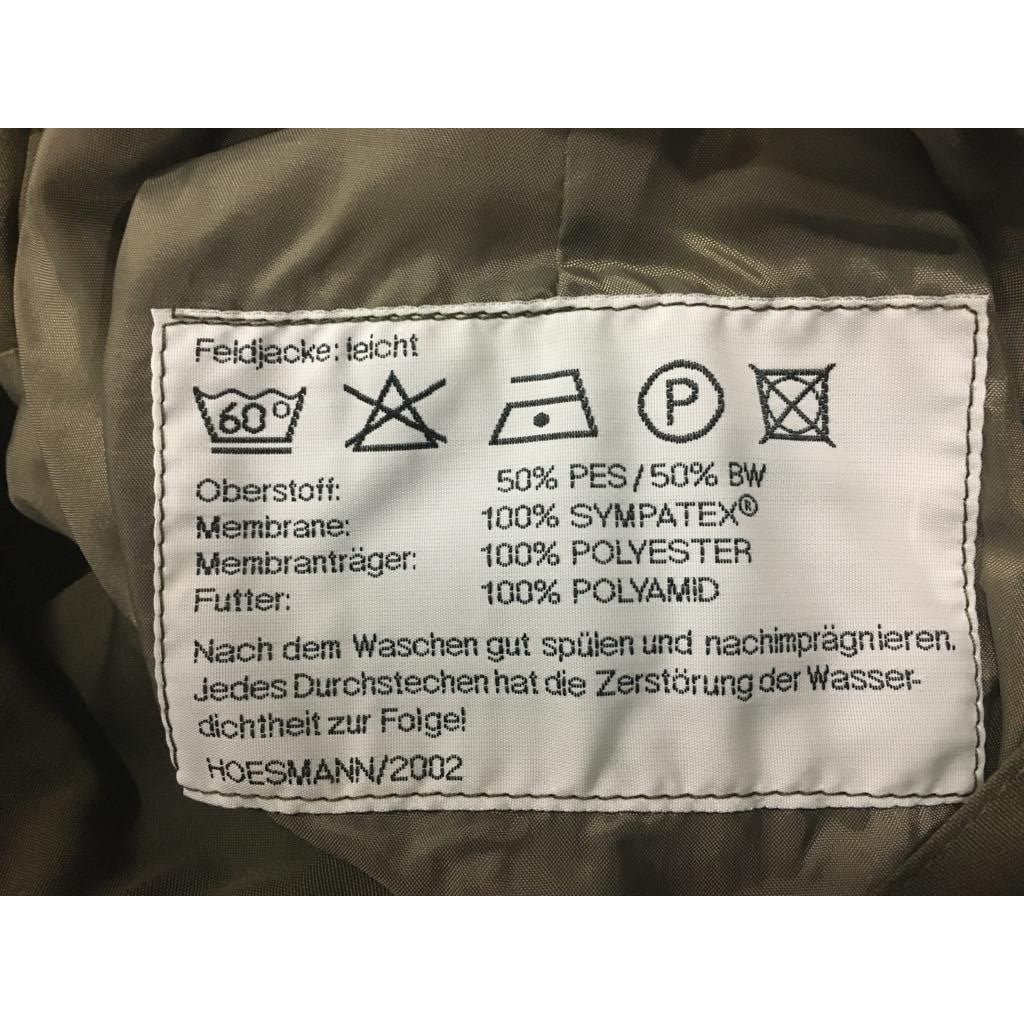 Feldjacke: leicht
60°
P
Oberstoff: 50% PES / 50% BW
Membrane: 100% SYMPATEX®
Membranträger: 100% POLYESTER
Futter: 100% POLYAMID
Nach dem Waschen gut spülen und nachimprägnieren.
Jedes Durchstechen hat die Zerstörung der Wasser-
dichtheit zur Folge!
HOESMANN/2002